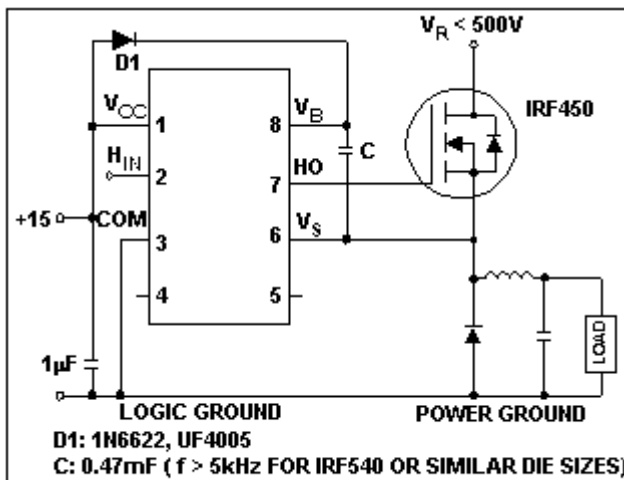 V_R < 500V
D1
IRF450
V_CC
1
8
V_B
C
H_IN
2
7
HO
+15
COM
3
6
V_S
4
5
1µF
LOAD
LOGIC GROUND
POWER GROUND
D1: 1N6622, UF4005
C: 0.47mF ( f > 5kHz FOR IRF540 OR SIMILAR DIE SIZES)